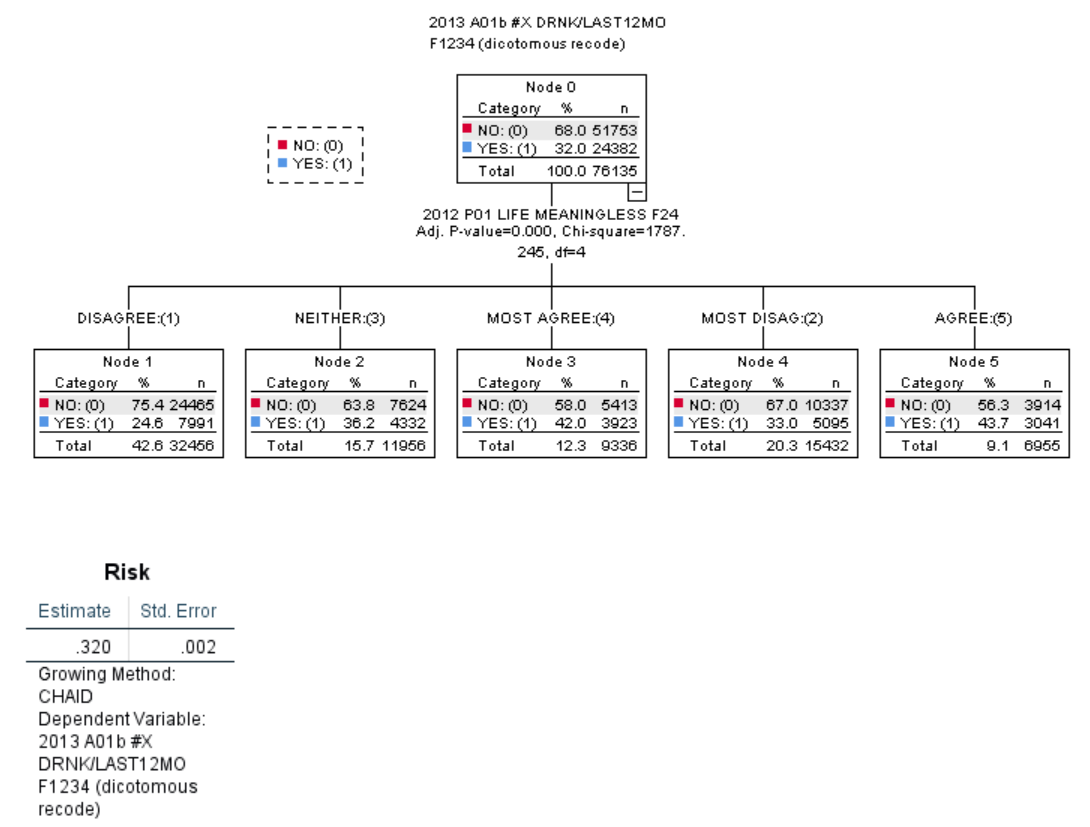 2013 A01b #X DRNK/LAST12MO
F1234 (dicotomous recode)
Node 0
Category % n
NO: (0) 68.0 51753
YES: (1) 32.0 24382
Total 100.0 76135
NO: (0)
YES: (1)
2012 P01 LIFE MEANINGLESS F24
Adj. P-value=0.000, Chi-square=1787.
245, df=4
DISAGREE:(1)
NEITHER:(3)
MOST AGREE:(4)
MOST DISAG:(2)
AGREE:(5)
Node 1
Category % n
NO: (0) 75.4 24465
YES: (1) 24.6 7991
Total 42.6 32456
Node 2
Category % n
NO: (0) 63.8 7624
YES: (1) 36.2 4332
Total 15.7 11956
Node 3
Category % n
NO: (0) 58.0 5413
YES: (1) 42.0 3923
Total 12.3 9336
Node 4
Category % n
NO: (0) 67.0 10337
YES: (1) 33.0 5095
Total 20.3 15432
Node 5
Category % n
NO: (0) 56.3 3914
YES: (1) 43.7 3041
Total 9.1 6955
Risk
Estimate Std. Error
.320 .002
Growing Method:
CHAID
Dependent Variable:
2013 A01b #X
DRNK/LAST12MO
F1234 (dicotomous
recode)